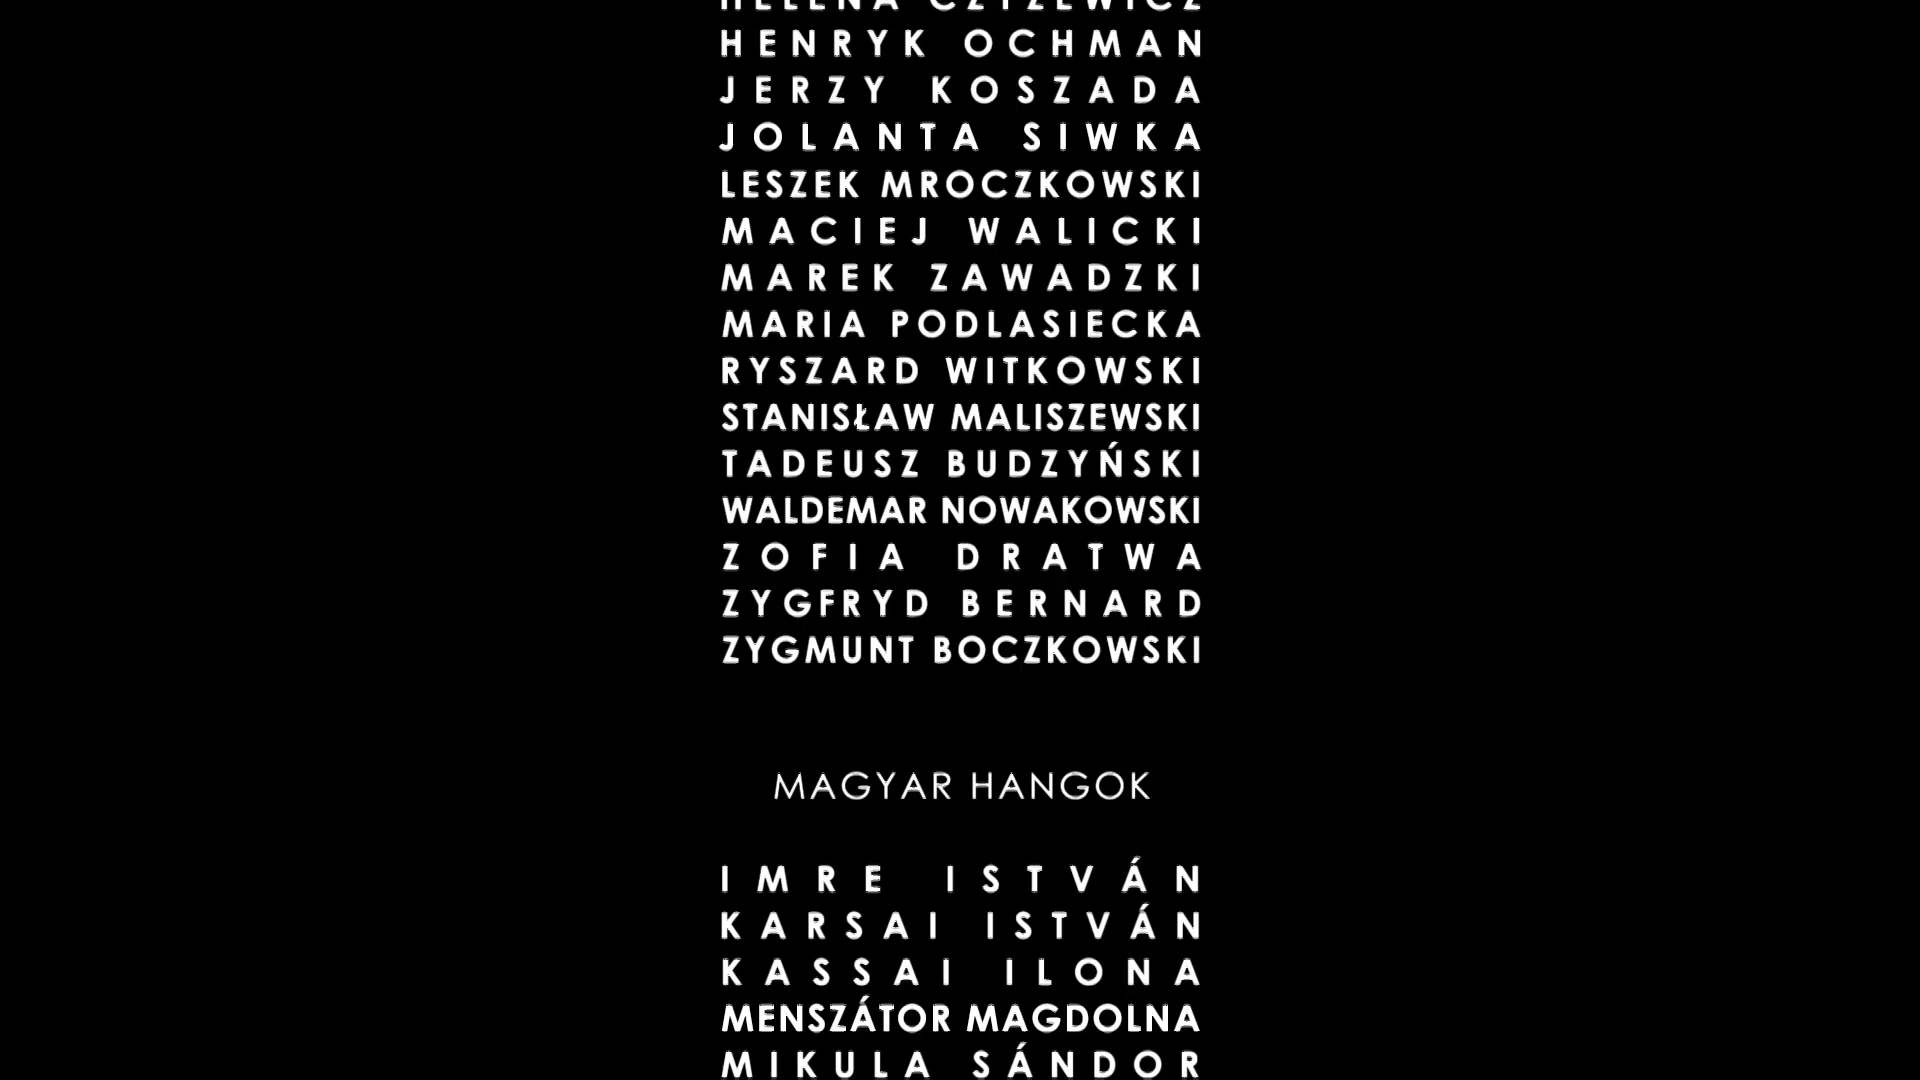 HELENA CZYŻEWICZ
HENRYK OCHMAN
JERZY KOSZADA
JOLANTA SIWKA
LESZEK MROCZKOWSKI
MACIEJ WALICKI
MAREK ZAWADZKI
MARIA PODLASIECKA
RYSZARD WITKOWSKI
STANISŁAW MALISZEWSKI
TADEUSZ BUDZYŃSKI
WALDEMAR NOWAKOWSKI
ZOFIA DRATWA
ZYGFRYD BERNARD
ZYGMUNT BOCZKOWSKI
MAGYAR HANGOK
IMRE ISTVÁN
KARSAI ISTVÁN
KASSAI ILONA
MENSZÁTOR MAGDOLNA
MIKULA SÁNDOR